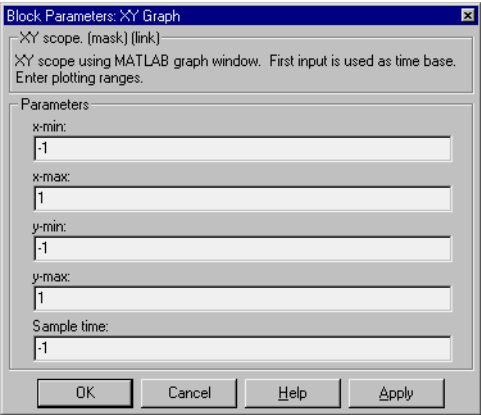 Block Parameters: XY Graph
XY scope. (mask) (link)
XY scope using MATLAB graph window. First input is used as time base.
Enter plotting ranges.
Parameters
x-min:
-1
x-max:
1
y-min:
-1
y-max:
1
Sample time:
-1
OK Cancel Help Apply